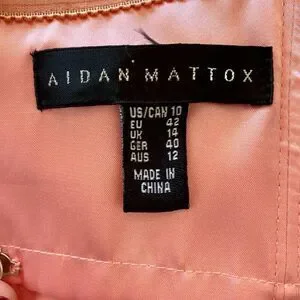 AIDAN MATTOX
US/CAN 10
EU 42
UK 14
GER 40
AUS 12
MADE IN
CHINA